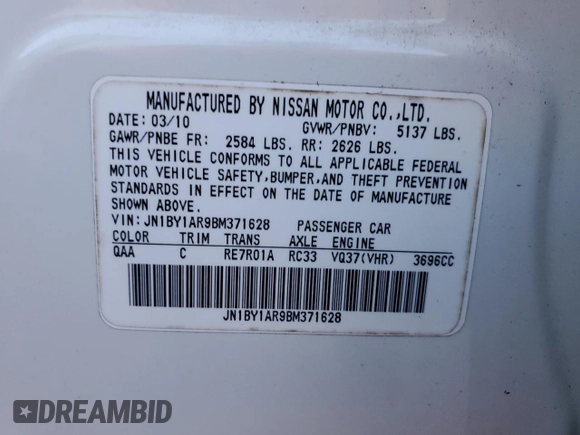 MANUFACTURED BY NISSAN MOTOR CO.,LTD.
DATE: 03/10 GVWR/PNBV: 5137 LBS.
GAWR/PNBE FR: 2584 LBS. RR: 2626 LBS.
THIS VEHICLE CONFORMS TO ALL APPLICABLE FEDERAL
MOTOR VEHICLE SAFETY,BUMPER,AND THEFT PREVENTION
STANDARDS IN EFFECT ON THE DATE OF MANUFACTURE
SHOWN ABOVE.
VIN:JN1BY1AR9BM371628 PASSENGER CAR
COLOR TRIM TRANS AXLE ENGINE
QAA C RE7R01A RC33 VQ37(VHR) 3696CC
JN1BY1AR9BM371628
DREAMBID